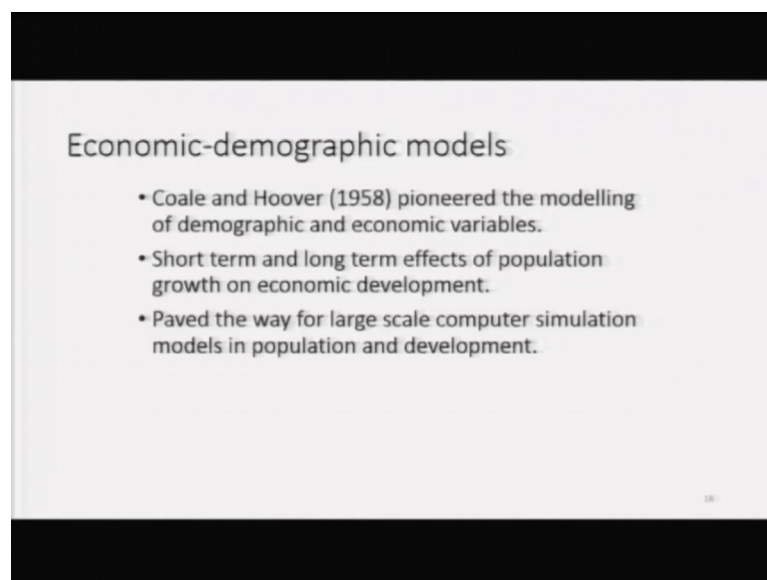 Economic-demographic models
• Coale and Hoover (1958) pioneered the modelling
of demographic and economic variables.
• Short term and long term effects of population
growth on economic development.
• Paved the way for large scale computer simulation
models in population and development.